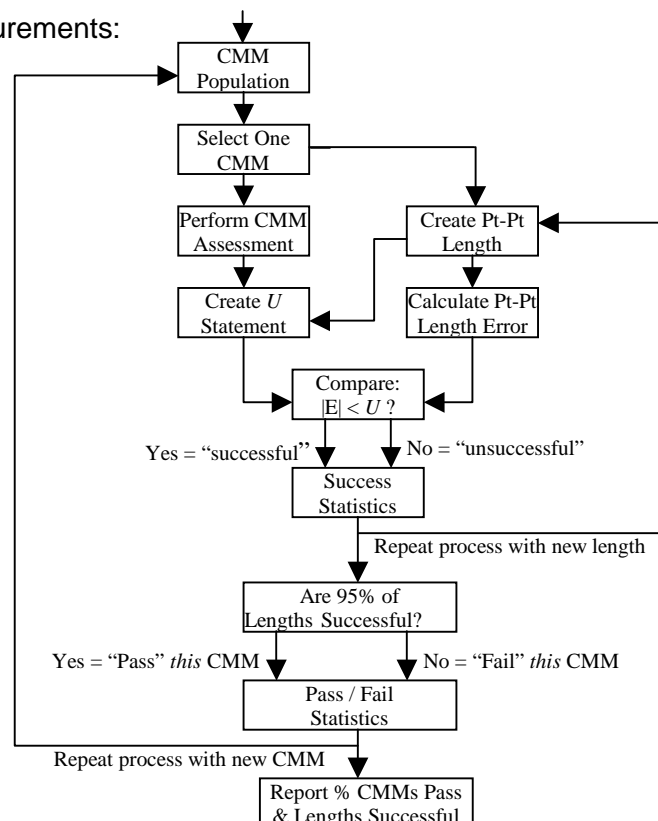 urements:
CMM
Population
Select One
CMM
Perform CMM
Assessment
Create Pt-Pt
Length
Create U
Statement
Calculate Pt-Pt
Length Error
Compare:
|E| < U ?
Yes = “successful”
No = “unsuccessful”
Success
Statistics
Repeat process with new length
Are 95% of
Lengths Successful?
Yes = “Pass” this CMM
No = “Fail” this CMM
Pass / Fail
Statistics
Repeat process with new CMM
Report % CMMs Pass
& Lengths Successful